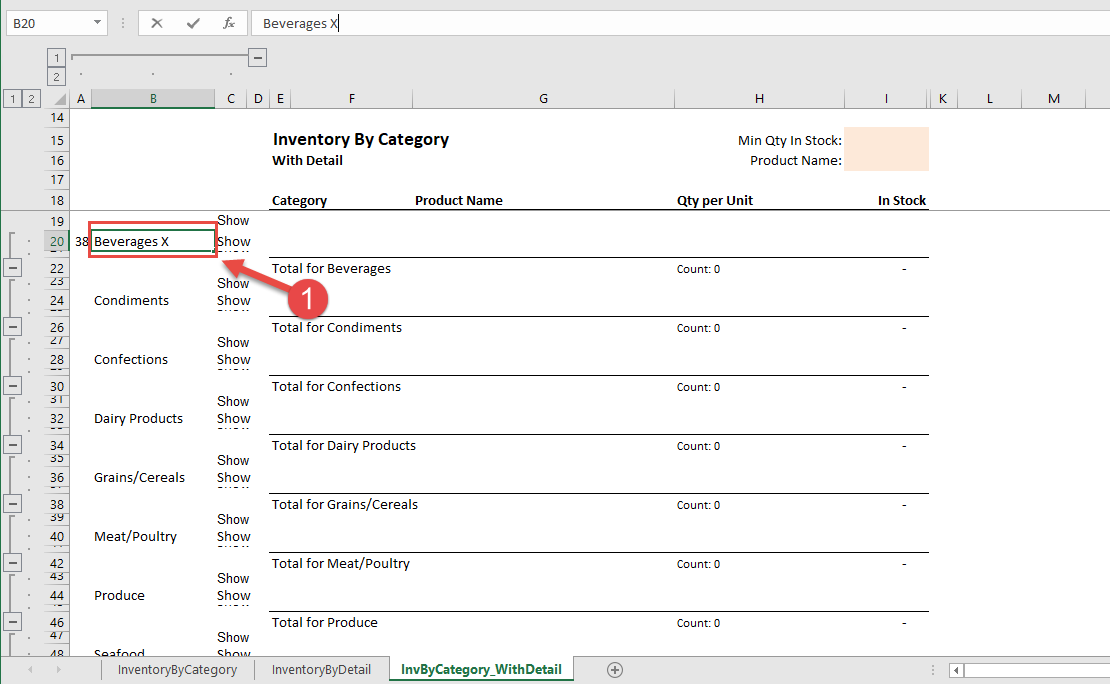 B20 fx Beverages X
1
2
1 2 A B C D E F G H I K L M
14
15 Inventory By Category Min Qty In Stock:
16 With Detail Product Name:
17
18 Category Product Name Qty per Unit In Stock
19 Show
20 38 Beverages X Show
1
22 Total for Beverages Count: 0 -
23 Show
24 Condiments Show
26 Total for Condiments Count: 0 -
27 Show
28 Confections Show
30 Total for Confections Count: 0 -
31 Show
32 Dairy Products Show
34 Total for Dairy Products Count: 0 -
35 Show
36 Grains/Cereals Show
38 Total for Grains/Cereals Count: 0 -
39 Show
40 Meat/Poultry Show
42 Total for Meat/Poultry Count: 0 -
43 Show
44 Produce Show
46 Total for Produce Count: 0 -
47 Show
48 Seafood Show
InventoryByCategory InventoryByDetail InvByCategory_WithDetail